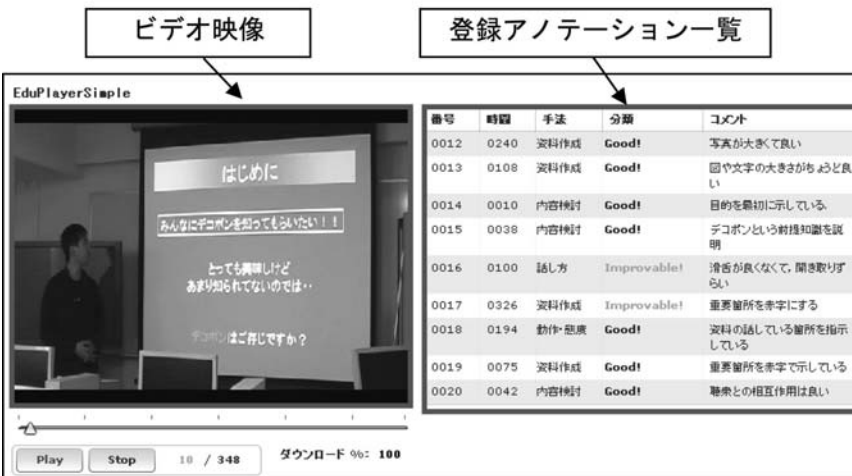 ビデオ映像
登録アノテーション一覧
EduPlayerSimple
はじめに
みんなにデコポンを知ってもらいたい!!
とっても美味しけど
あまり知られてないのでは・・
デコポンはご存じですか?
番号 時間 手法 分類 コメント
0012 0240 資料作成 Good! 写真が大きくて良い
0013 0108 資料作成 Good! 図や文字の大きさがちょうど良
い
0014 0010 内容検討 Good! 目的を最初に示している.
0015 0038 内容検討 Good! デコポンという前提知識を説
明
0016 0100 話し方 Improvable! 滑舌が良くなくて,聞き取りず
らい
0017 0326 資料作成 Improvable! 重要箇所を赤字にする
0018 0194 動作・態度 Good! 資料の話している箇所を指示
している
0019 0075 資料作成 Good! 重要箇所を赤字で示している
0020 0042 内容検討 Good! 聴衆との相互作用は良い
Play Stop 10 / 348 ダウンロード %: 100